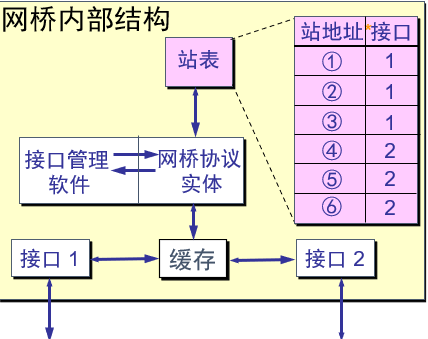 网桥内部结构
站表
站地址 接口
① 1
② 1
③ 1
④ 2
⑤ 2
⑥ 2
接口管理
软件
网桥协议
实体
接口 1
缓存
接口 2